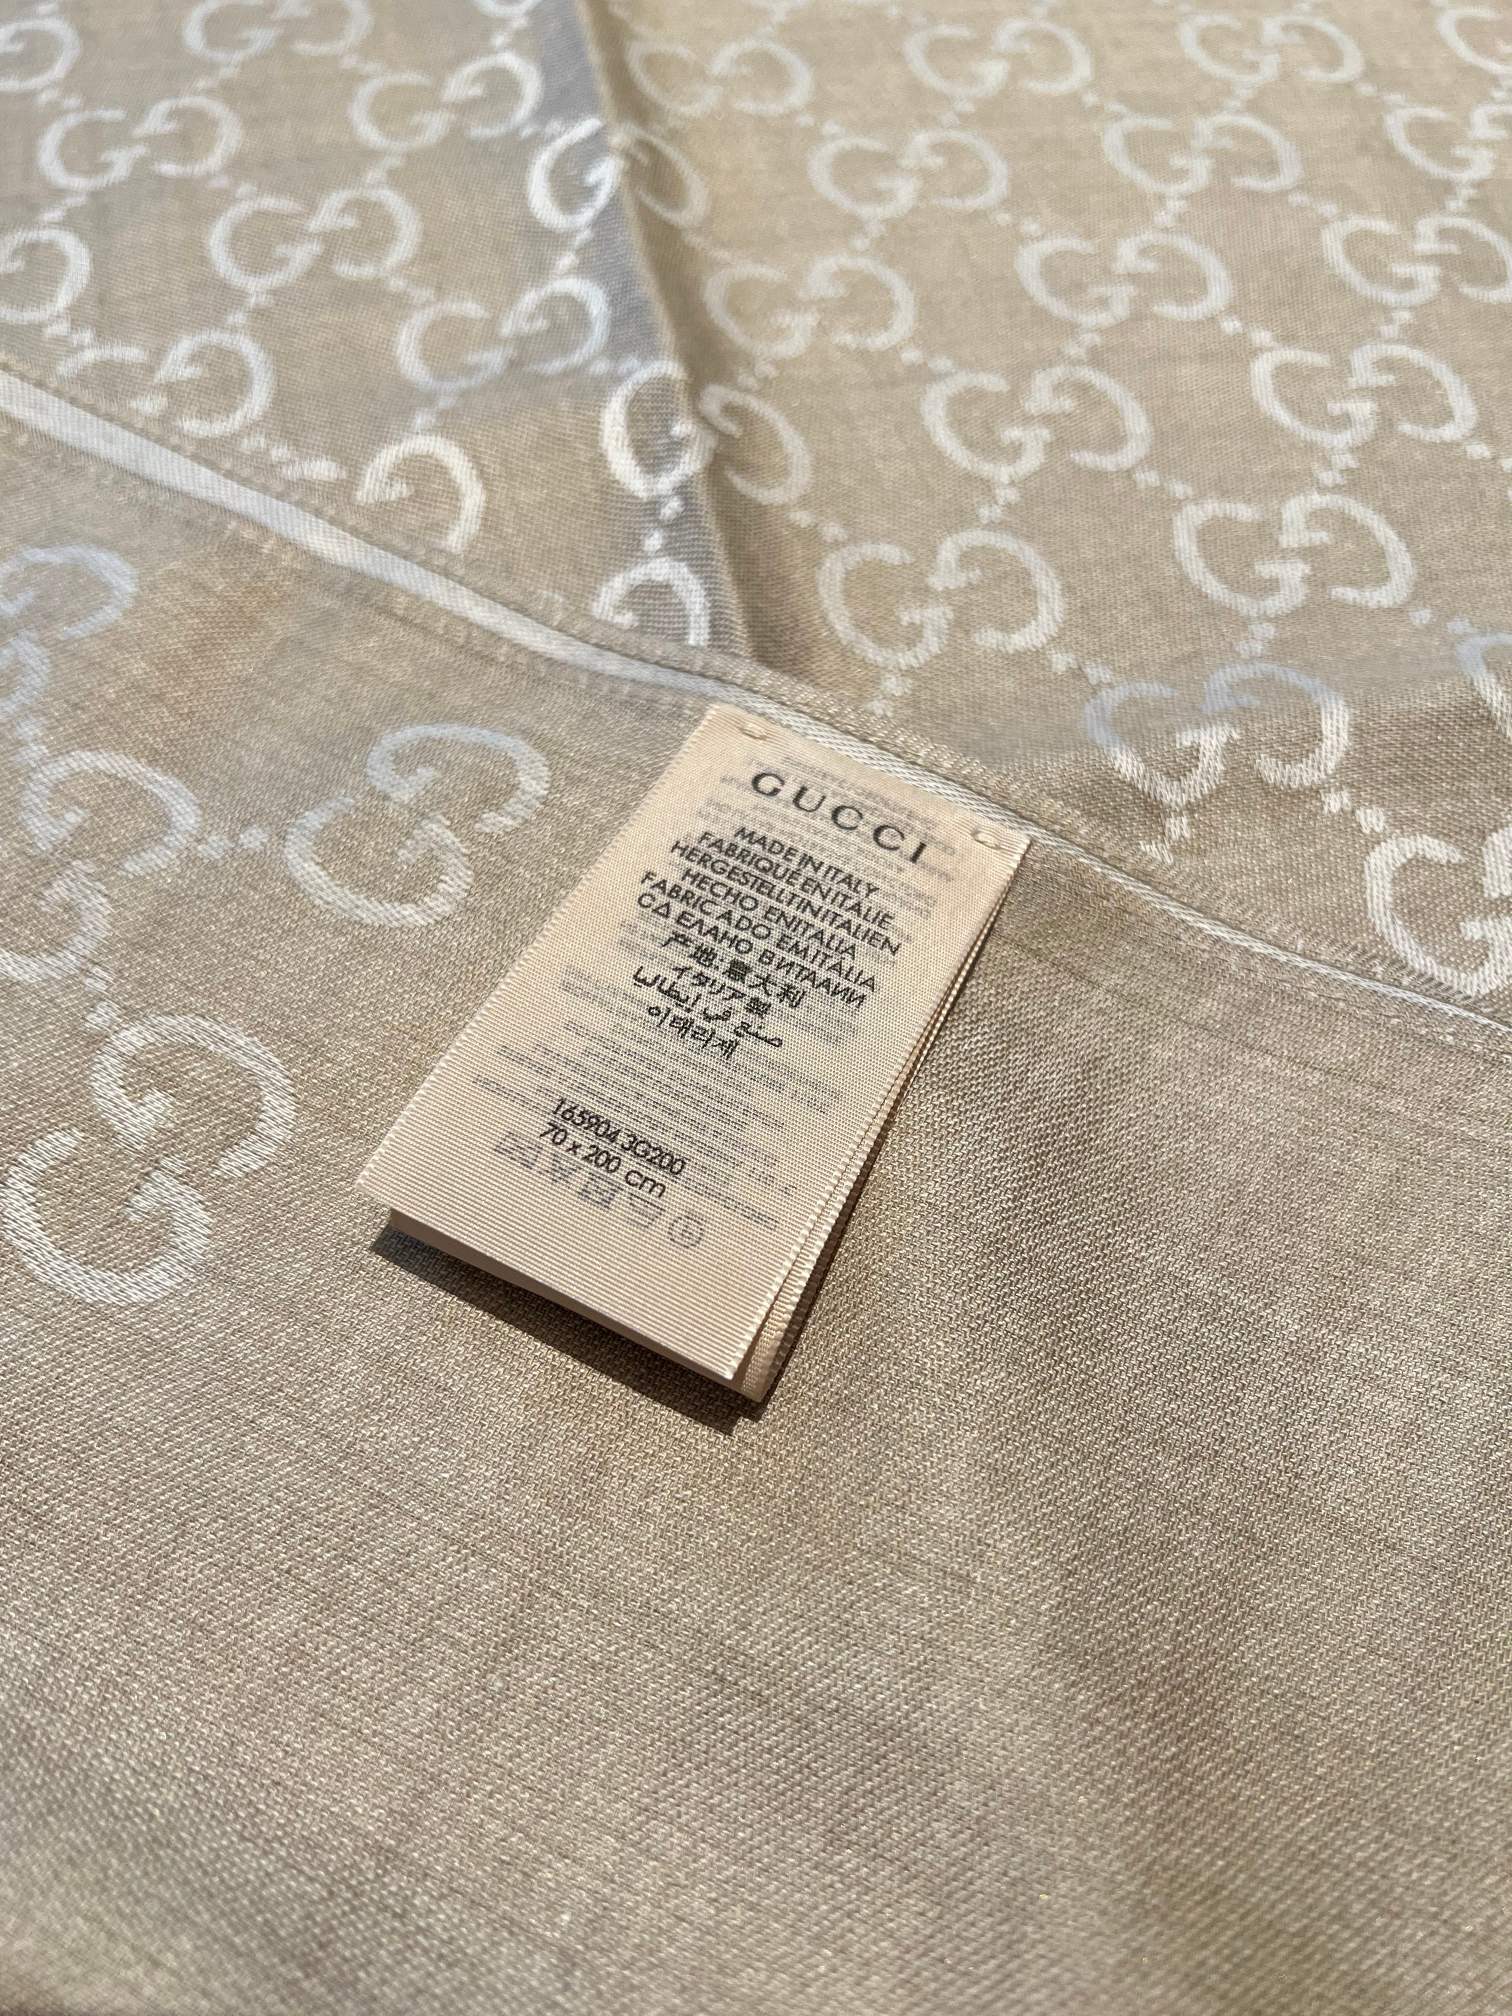 GUCCI
MADE IN ITALY
FABRIQUÉ EN ITALIE
HERGESTELLT IN ITALIEN
HECHO EN ITALIA
FABRICADO EM ITÁLIA
СДЕЛАНО В ИТАЛИИ
产地 意大利
イタリア製
صنع في إيطاليا
이태리제
165904 3G200
70 x 200 cm